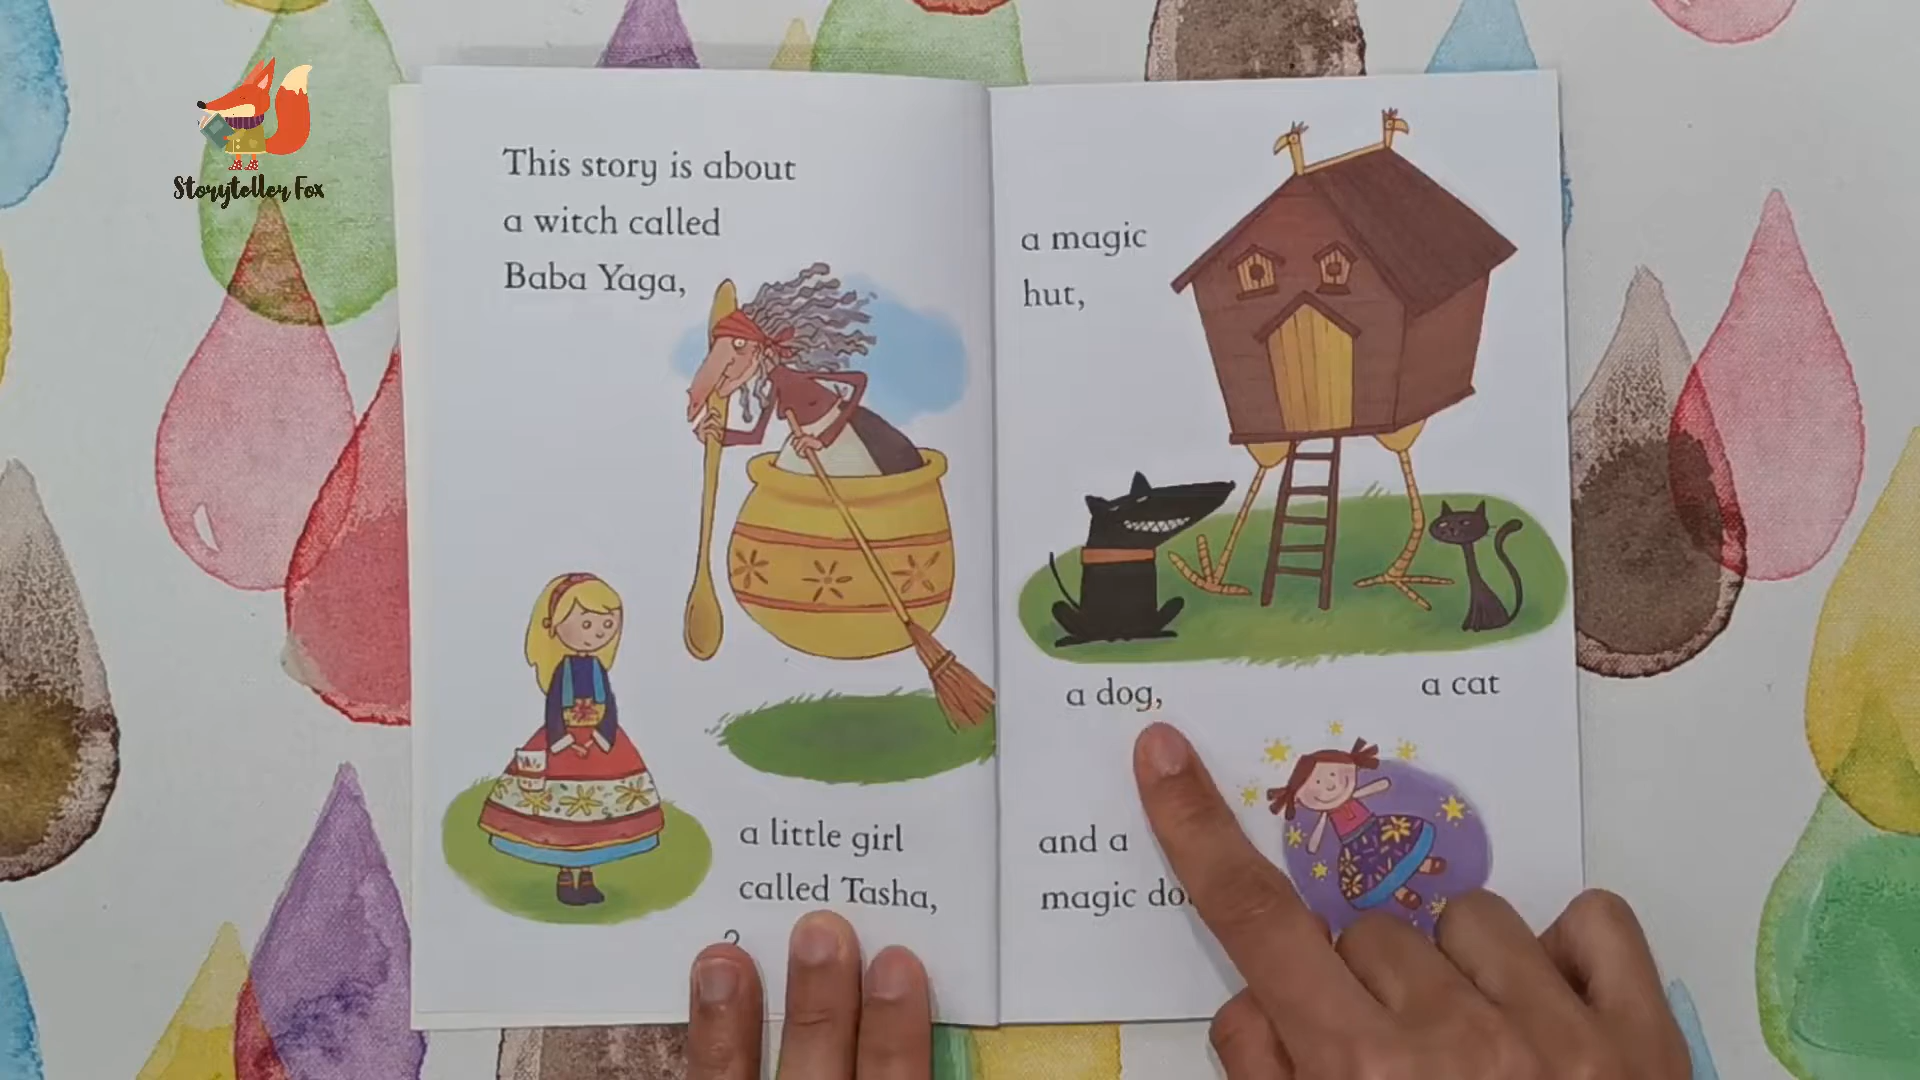 Storyteller Fox
This story is about
a witch called
Baba Yaga,
a little girl
called Tasha,
a magic
hut,
a dog,
a cat
and a
magic